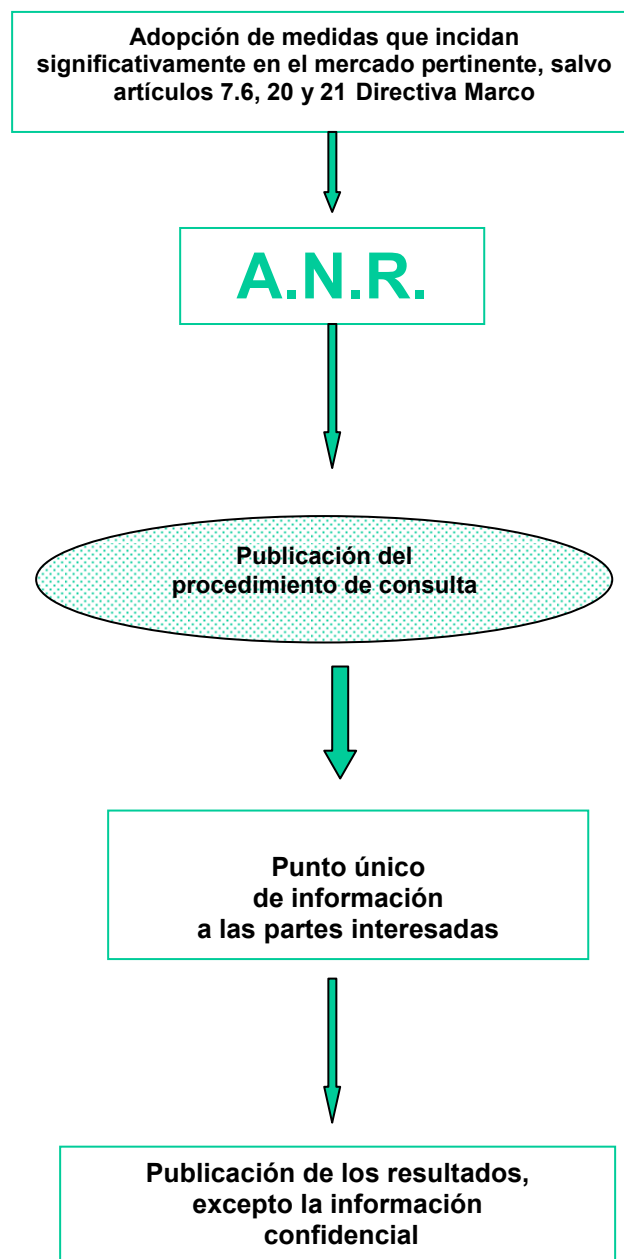 Adopción de medidas que incidan
significativamente en el mercado pertinente, salvo
artículos 7.6, 20 y 21 Directiva Marco
A.N.R.
Publicación del
procedimiento de consulta
Punto único
de información
a las partes interesadas
Publicación de los resultados,
excepto la información
confidencial